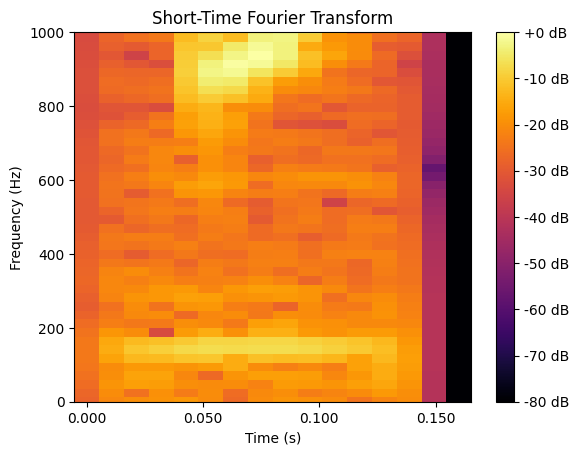 Short-Time Fourier Transform
1000
800
600
400
200
0
Frequency (Hz)
0.000
0.050
0.100
0.150
Time (s)
+0 dB
-10 dB
-20 dB
-30 dB
-40 dB
-50 dB
-60 dB
-70 dB
-80 dB